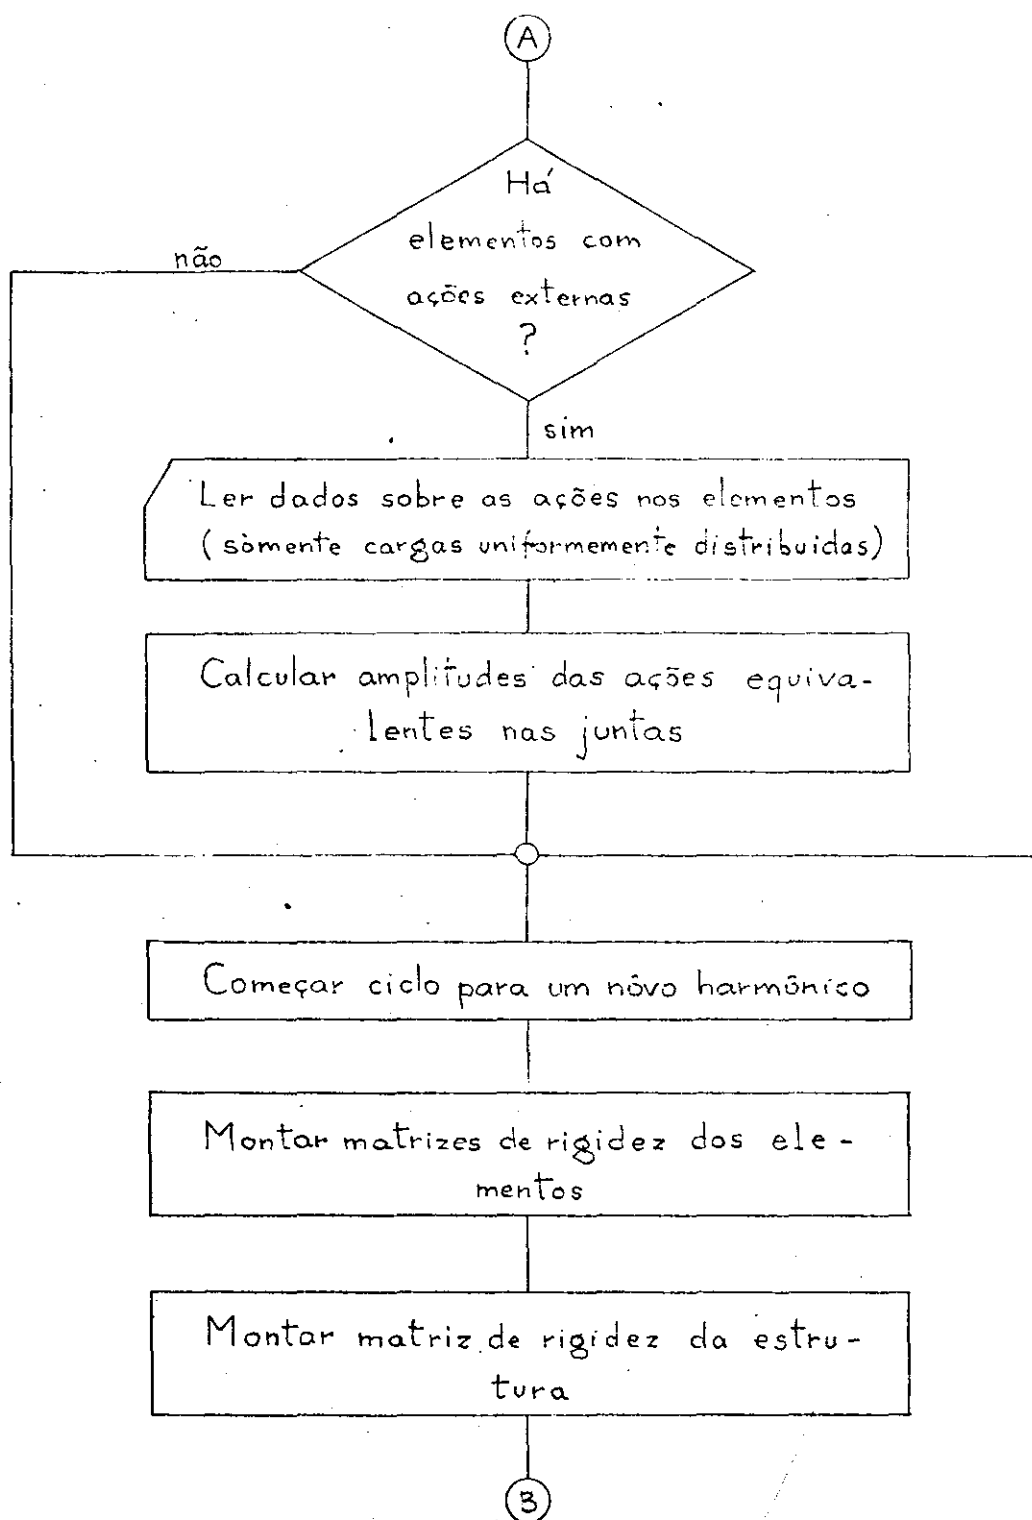 A
Há
elementos com
ações externas
?
não
sim
Ler dados sobre as ações nos elementos
(sòmente cargas uniformemente distribuidas)
Calcular amplitudes das ações equiva-
lentes nas juntas
Começar ciclo para um nôvo harmônico
Montar matrizes de rigidez dos ele-
mentos
Montar matriz de rigidez da estru-
tura
B